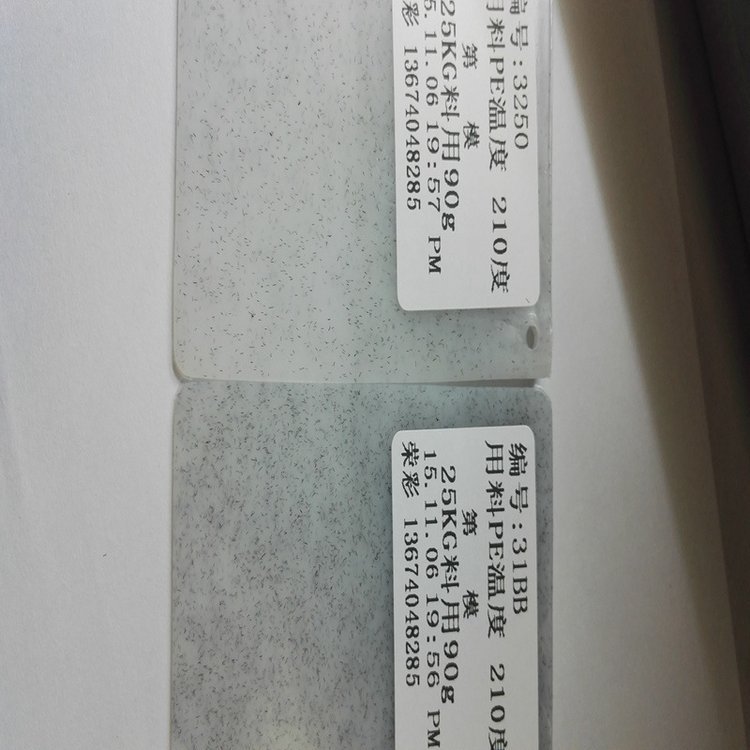 编号:3250
用料PE温度 210度
第 模
25KG料用90g
15.11.06 19:57 PM
荣彩 13674048285
编号:31BB
用料PE温度 210度
第 模
25KG料用90g
15.11.06 19:56 PM
荣彩 13674048285